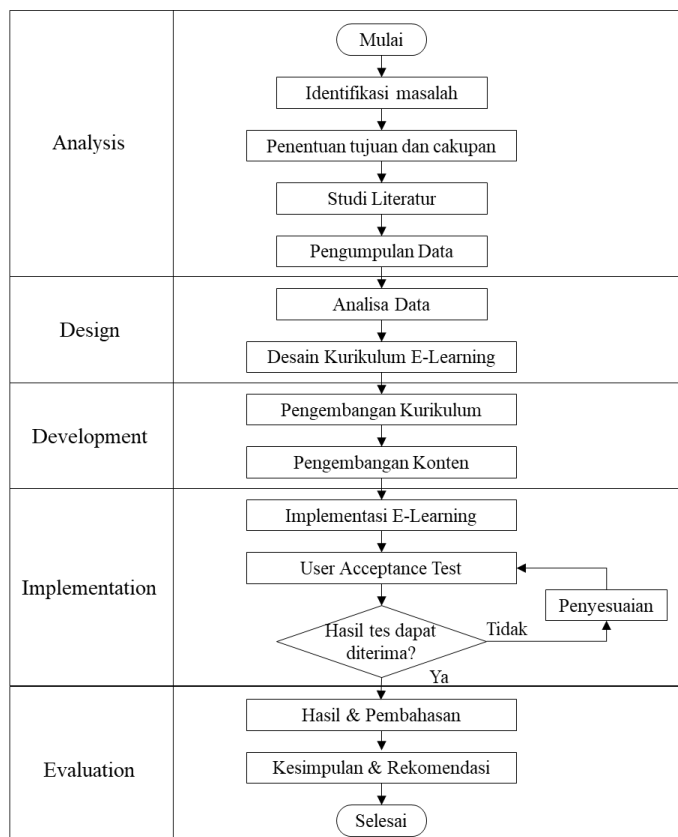 Mulai
Analysis
Identifikasi masalah
Penentuan tujuan dan cakupan
Studi Literatur
Pengumpulan Data
Design
Analisa Data
Desain Kurikulum E-Learning
Development
Pengembangan Kurikulum
Pengembangan Konten
Implementation
Implementasi E-Learning
User Acceptance Test
Penyesuaian
Hasil tes dapat
diterima?
Tidak
Ya
Evaluation
Hasil & Pembahasan
Kesimpulan & Rekomendasi
Selesai